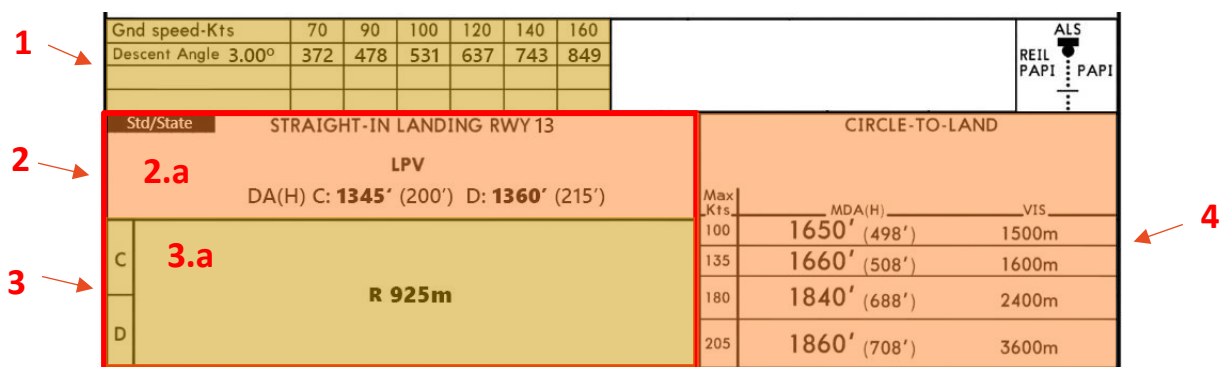 1
Gnd speed-Kts 70 90 100 120 140 160
Descent Angle 3.00° 372 478 531 637 743 849
ALS
REIL
PAPI PAPI
2
Std/State STRAIGHT-IN LANDING RWY 13
2.a
LPV
DA(H) C: 1345' (200') D: 1360' (215')
3
C
3.a
R 925m
D
CIRCLE-TO-LAND
Max
Kts MDA(H) VIS
100 1650' (498') 1500m
135 1660' (508') 1600m
180 1840' (688') 2400m
205 1860' (708') 3600m
4